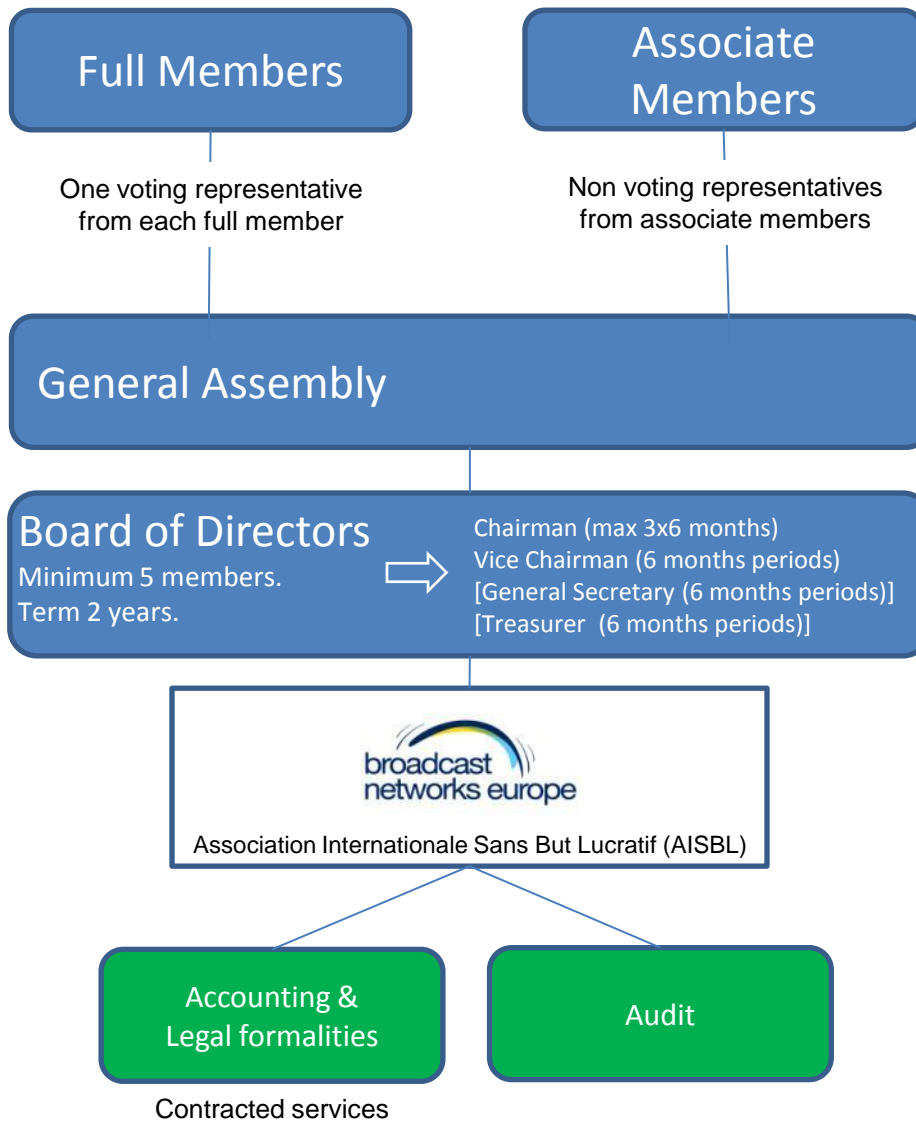 Full Members
Associate
Members
One voting representative
from each full member
Non voting representatives
from associate members
General Assembly
Board of Directors
Minimum 5 members.
Term 2 years.
Chairman (max 3x6 months)
Vice Chairman (6 months periods)
[General Secretary (6 months periods)]
[Treasurer  (6 months periods)]
broadcast
networks europe
Association Internationale Sans But Lucratif (AISBL)
Accounting &
Legal formalities
Audit
Contracted services